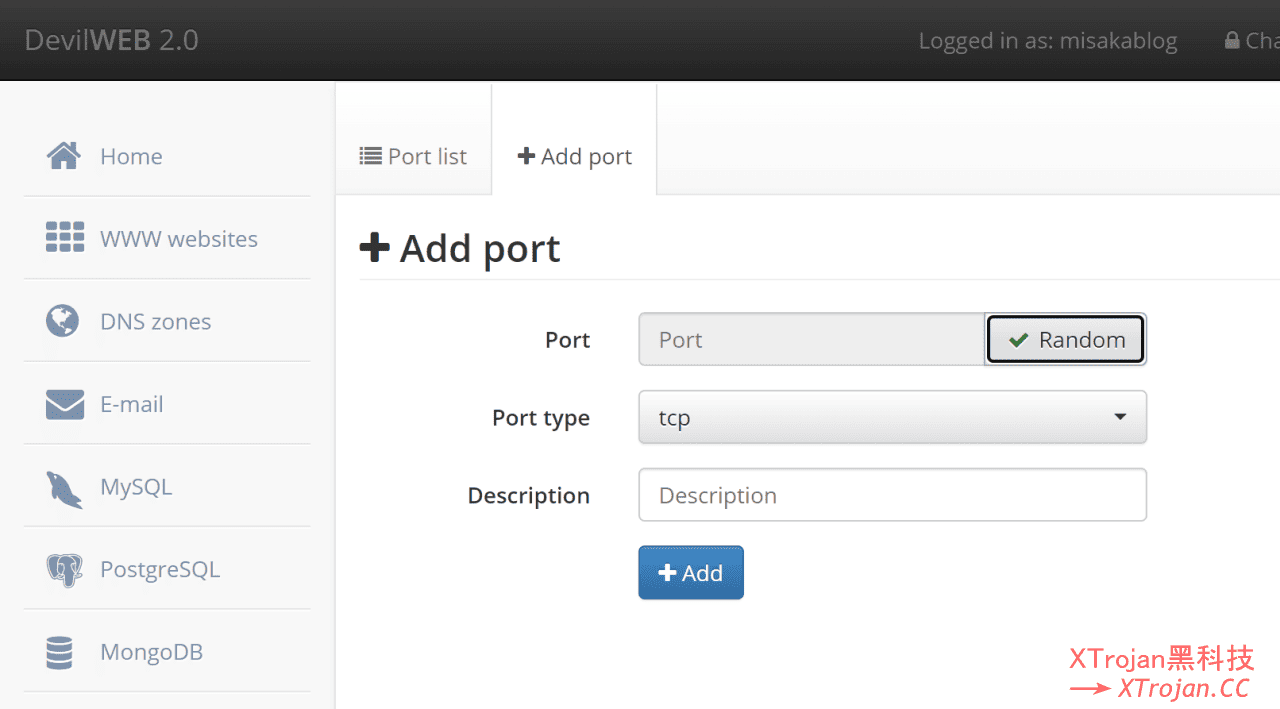 DevilWEB 2.0
Logged in as: misakablog
Home
WWW websites
DNS zones
E-mail
MySQL
PostgreSQL
MongoDB
Port list
Add port
Add port
Port
Port
Random
Port type
tcp
Description
Description
Add
XTrojan黑科技
XTrojan.CC